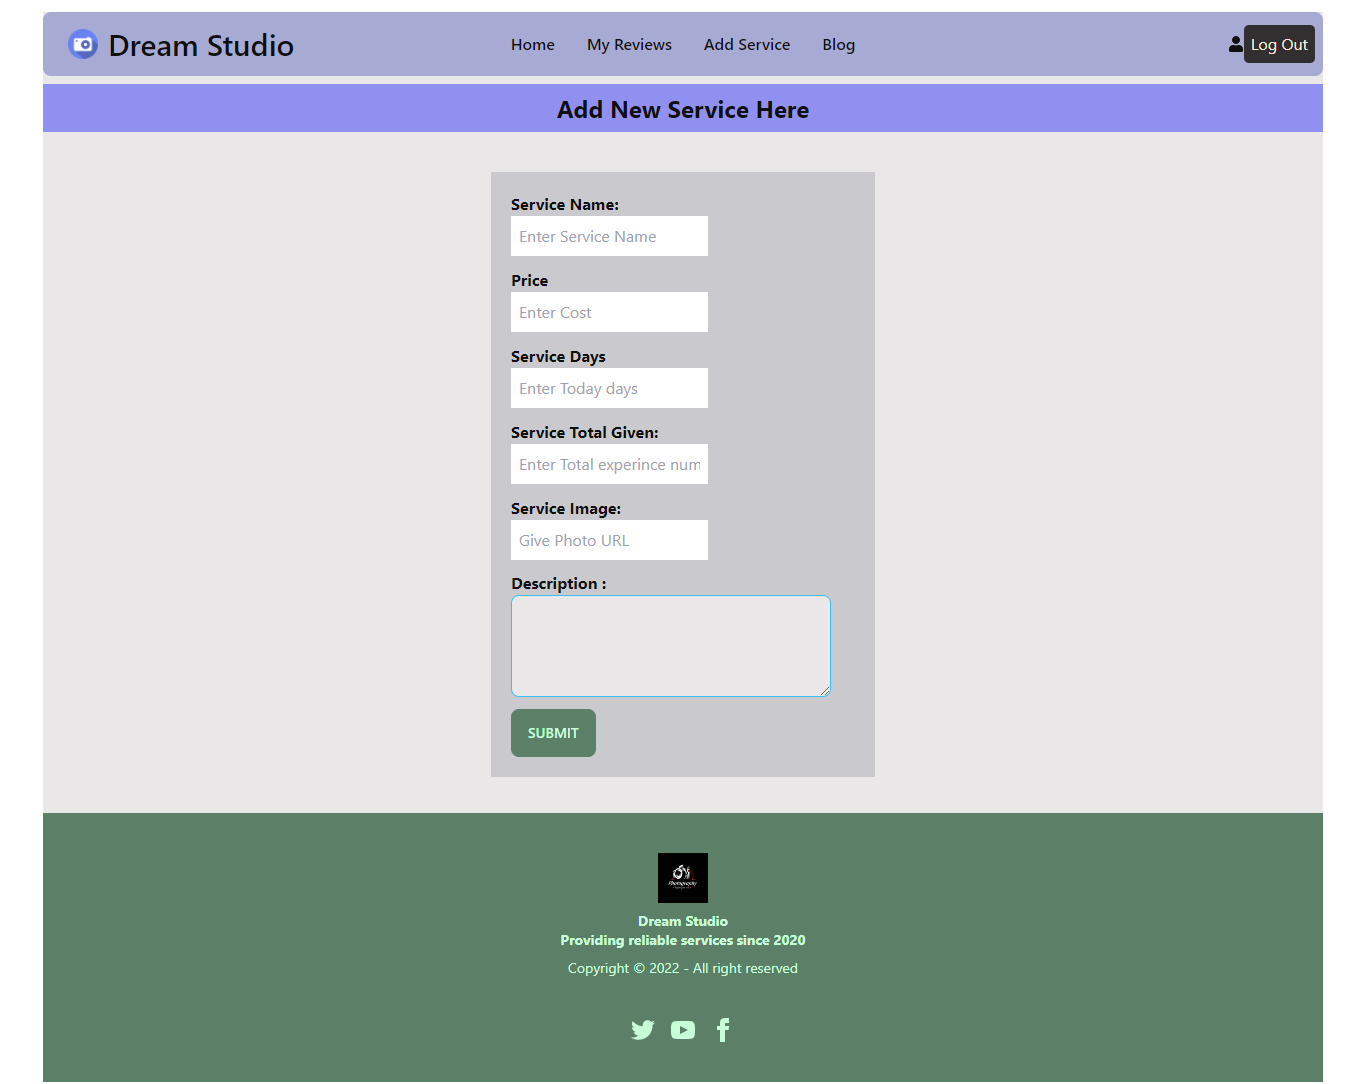 Dream Studio
Home
My Reviews
Add Service
Blog
Log Out
Add New Service Here
Service Name:
Enter Service Name
Price
Enter Cost
Service Days
Enter Today days
Service Total Given:
Enter Total experince num
Service Image:
Give Photo URL
Description :
SUBMIT
Photography
Dream Studio
Providing reliable services since 2020
Copyright © 2022 - All right reserved